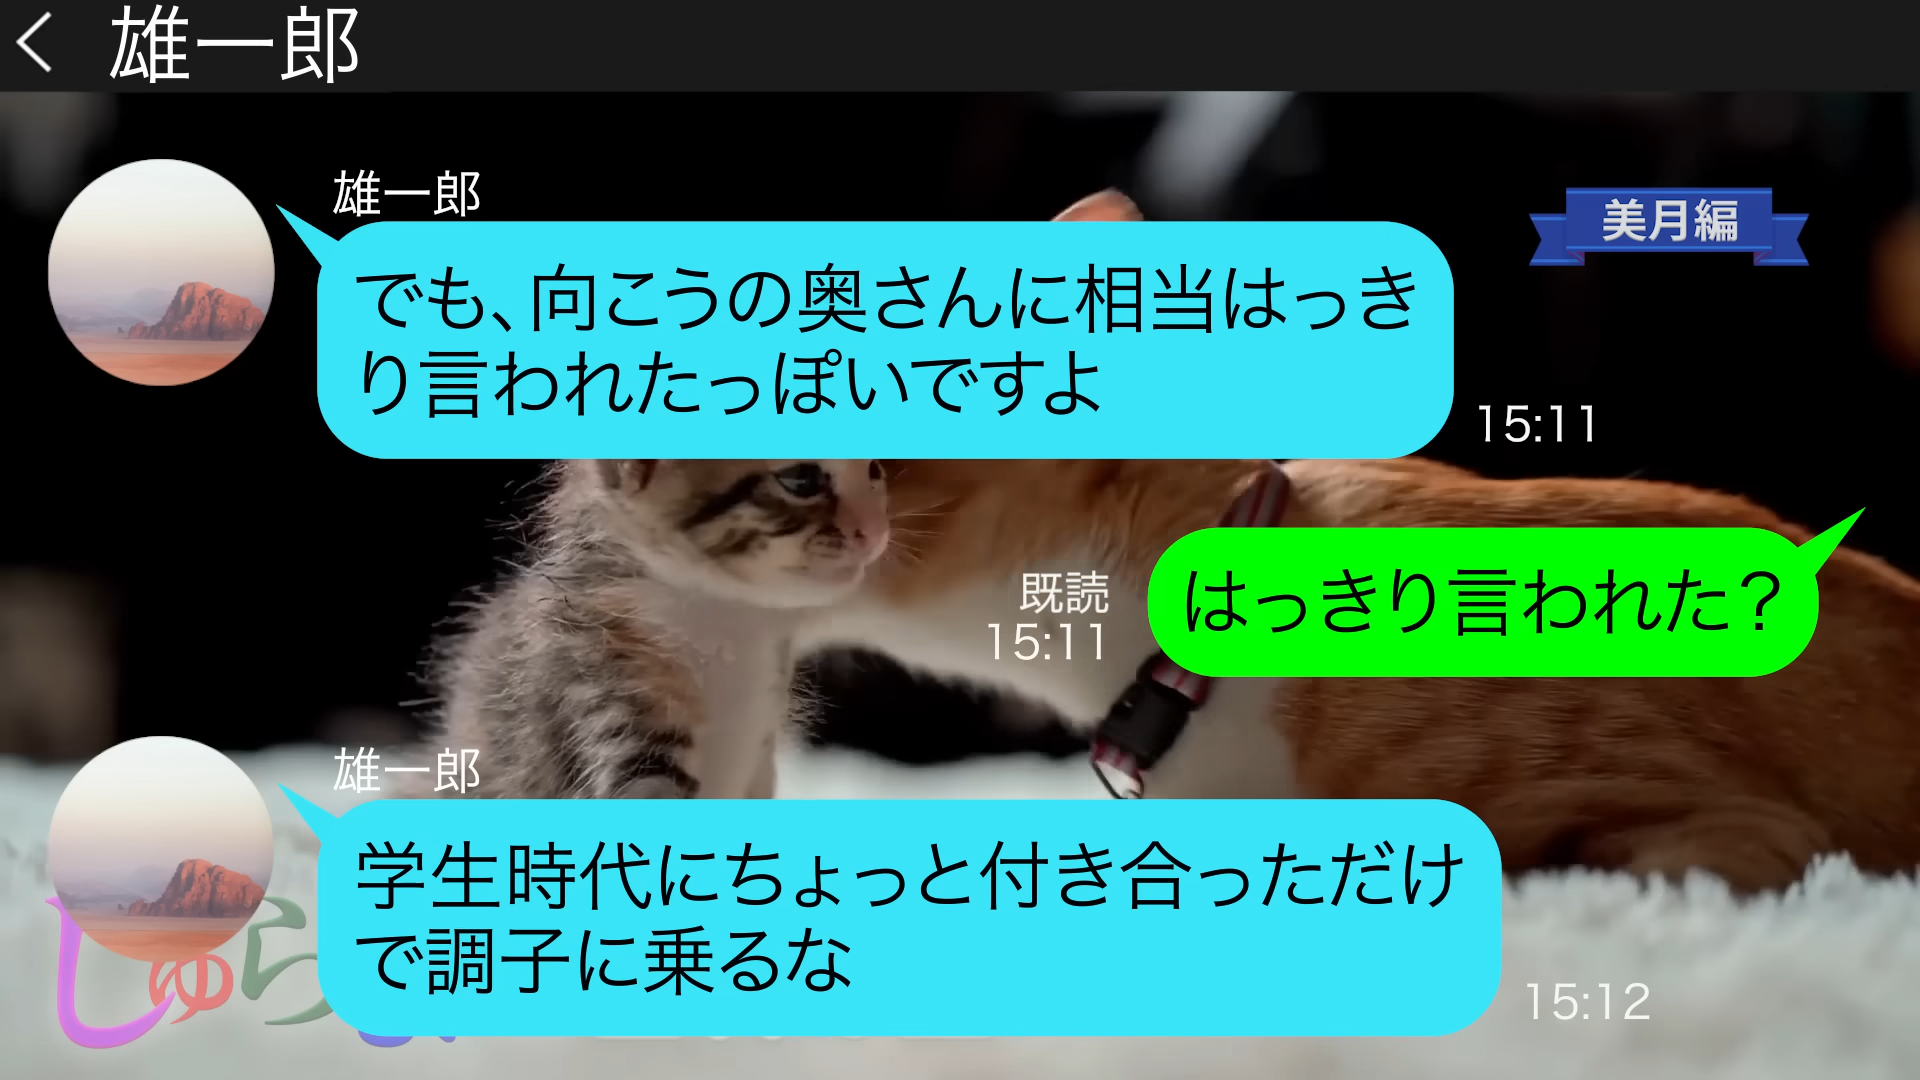 雄一郎
雄一郎
美月編
でも、向こうの奥さんに相当はっき
り言われたっぽいですよ
15:11
はっきり言われた？
既読
15:11
雄一郎
学生時代にちょっと付き合っただけ
で調子に乗るな
15:12
しゅら